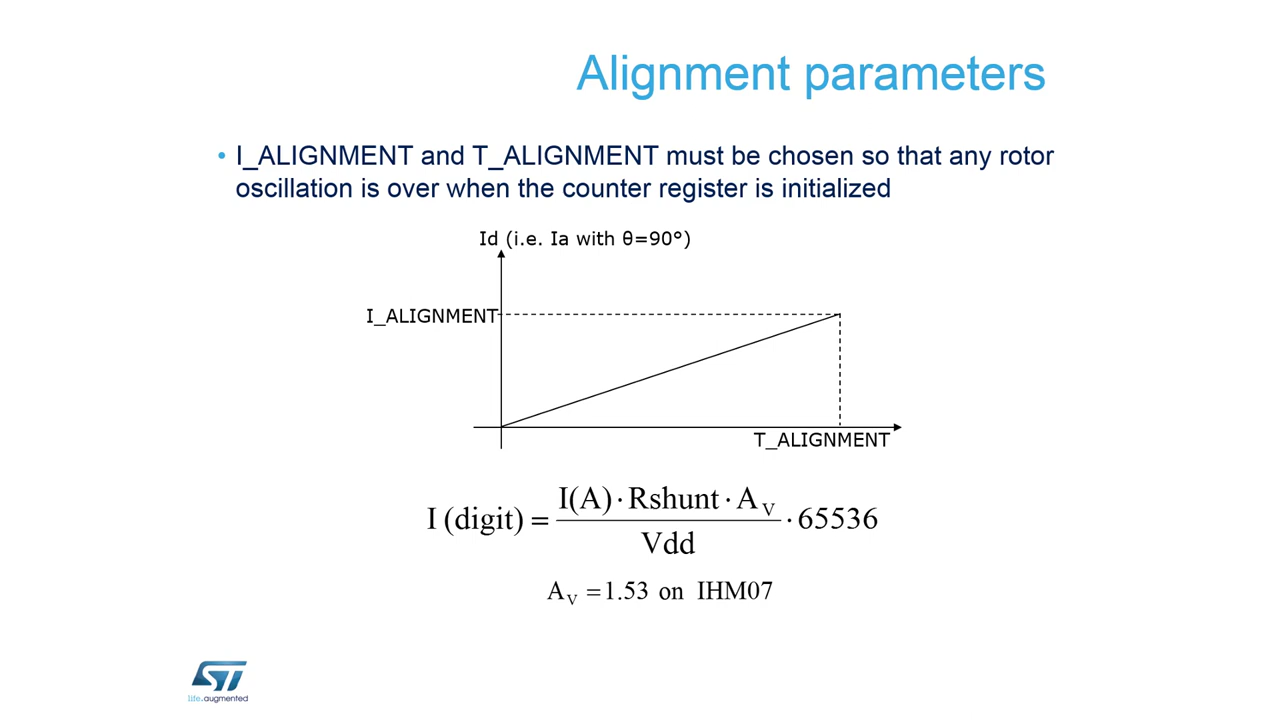 Alignment parameters
• I_ALIGNMENT and T_ALIGNMENT must be chosen so that any rotor
oscillation is over when the counter register is initialized
Id (i.e. Ia with θ=90°)
I_ALIGNMENT
T_ALIGNMENT
I (digit) = I(A) · Rshunt · A_V / Vdd · 65536
A_V = 1.53 on IHM07
ST
life.augmented